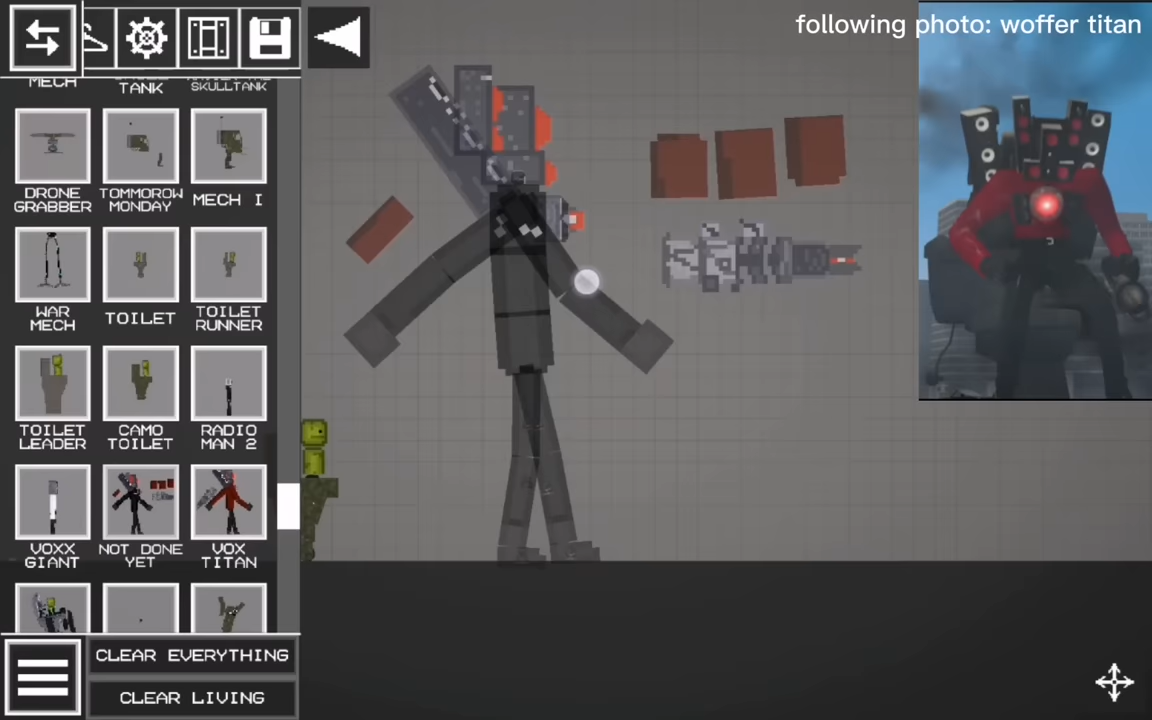 following photo: woffer titan
MECH
TANK
SKULLTANK
DRONE
GRABBER
TOMMOROW
MONDAY
MECH I
WAR
MECH
TOILET
TOILET
RUNNER
TOILET
LEADER
CAMO
TOILET
RADIO
MAN 2
VOXX
GIANT
NOT DONE
YET
VOX
TITAN
CLEAR EVERYTHING
CLEAR LIVING